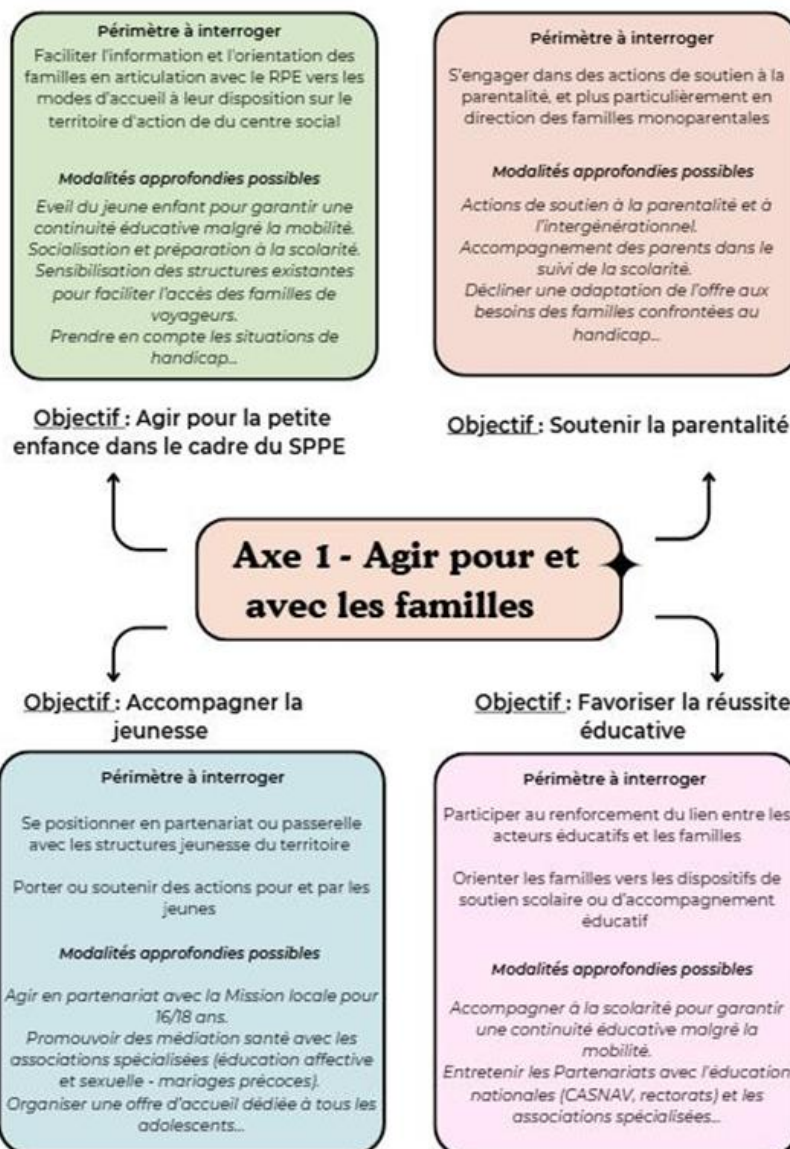 Périmètre à interroger
Faciliter l'information et l'orientation des
familles en articulation avec le RPE vers les
modes d'accueil à leur disposition sur le
territoire d'action de du centre social
Modalités approfondies possibles
Eveil du jeune enfant pour garantir une
continuité éducative malgré la mobilité.
Socialisation et préparation à la scolarité.
Sensibilisation des structures existantes
pour faciliter l'accès des familles de
voyageurs.
Prendre en compte les situations de
handicap...
Objectif : Agir pour la petite
enfance dans le cadre du SPPE
Périmètre à interroger
S'engager dans des actions de soutien à la
parentalité, et plus particulièrement en
direction des familles monoparentales
Modalités approfondies possibles
Actions de soutien à la parentalité et à
l'intergénérationnel.
Accompagnement des parents dans le
suivi de la scolarité.
Décliner une adaptation de l'offre aux
besoins des familles confrontées au
handicap...
Objectif : Soutenir la parentalité
Axe 1 - Agir pour et
avec les familles
Objectif : Accompagner la
jeunesse
Périmètre à interroger
Se positionner en partenariat ou passerelle
avec les structures jeunesse du territoire
Porter ou soutenir des actions pour et par les
jeunes
Modalités approfondies possibles
Agir en partenariat avec la Mission locale pour
16/18 ans.
Promouvoir des médiation santé avec les
associations spécialisées (éducation affective
et sexuelle - mariages précoces).
Organiser une offre d'accueil dédiée à tous les
adolescents...
Objectif : Favoriser la réussite
éducative
Périmètre à interroger
Participer au renforcement du lien entre les
acteurs éducatifs et les familles
Orienter les familles vers les dispositifs de
soutien scolaire ou d'accompagnement
éducatif
Modalités approfondies possibles
Accompagner à la scolarité pour garantir
une continuité éducative malgré la
mobilité.
Entretenir les Partenariats avec l'éducation
nationales (CASNAV, rectorats) et les
associations spécialisées...